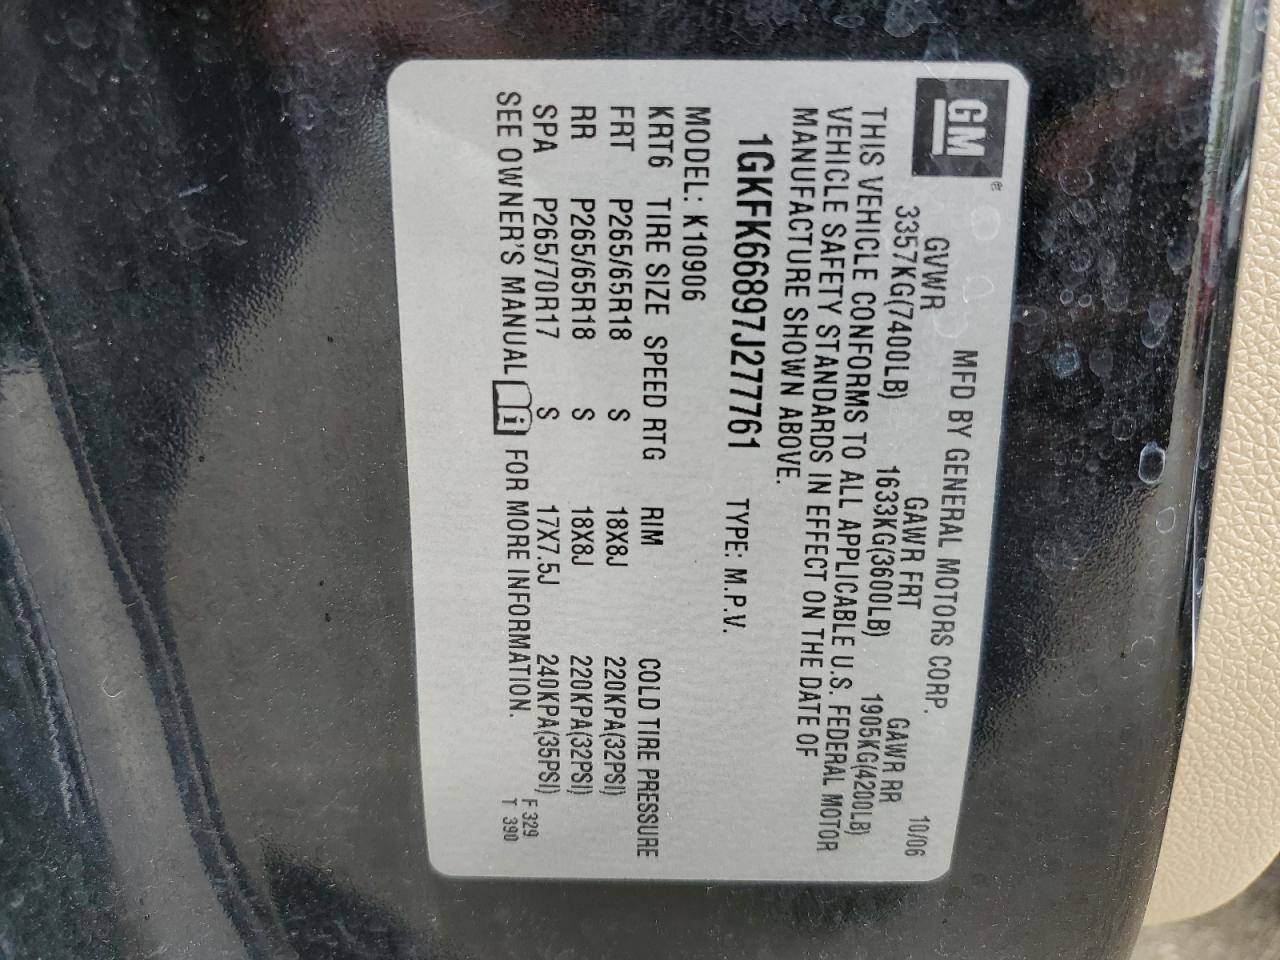 GM ®
MFD BY GENERAL MOTORS CORP. 10/06
GVWR GAWR FRT GAWR RR
3357KG(7400LB) 1633KG(3600LB) 1905KG(4200LB)
THIS VEHICLE CONFORMS TO ALL APPLICABLE U.S. FEDERAL MOTOR
VEHICLE SAFETY STANDARDS IN EFFECT ON THE DATE OF
MANUFACTURE SHOWN ABOVE.
1GKFK66897J277761 TYPE: M.P.V.
MODEL: K10906
KRT6 TIRE SIZE SPEED RTG RIM COLD TIRE PRESSURE
FRT P265/65R18 S 18X8J 220KPA(32PSI)
RR P265/65R18 S 18X8J 220KPA(32PSI)
SPA P265/70R17 S 17X7.5J 240KPA(35PSI)
SEE OWNER'S MANUAL i FOR MORE INFORMATION.
F 329
T 390